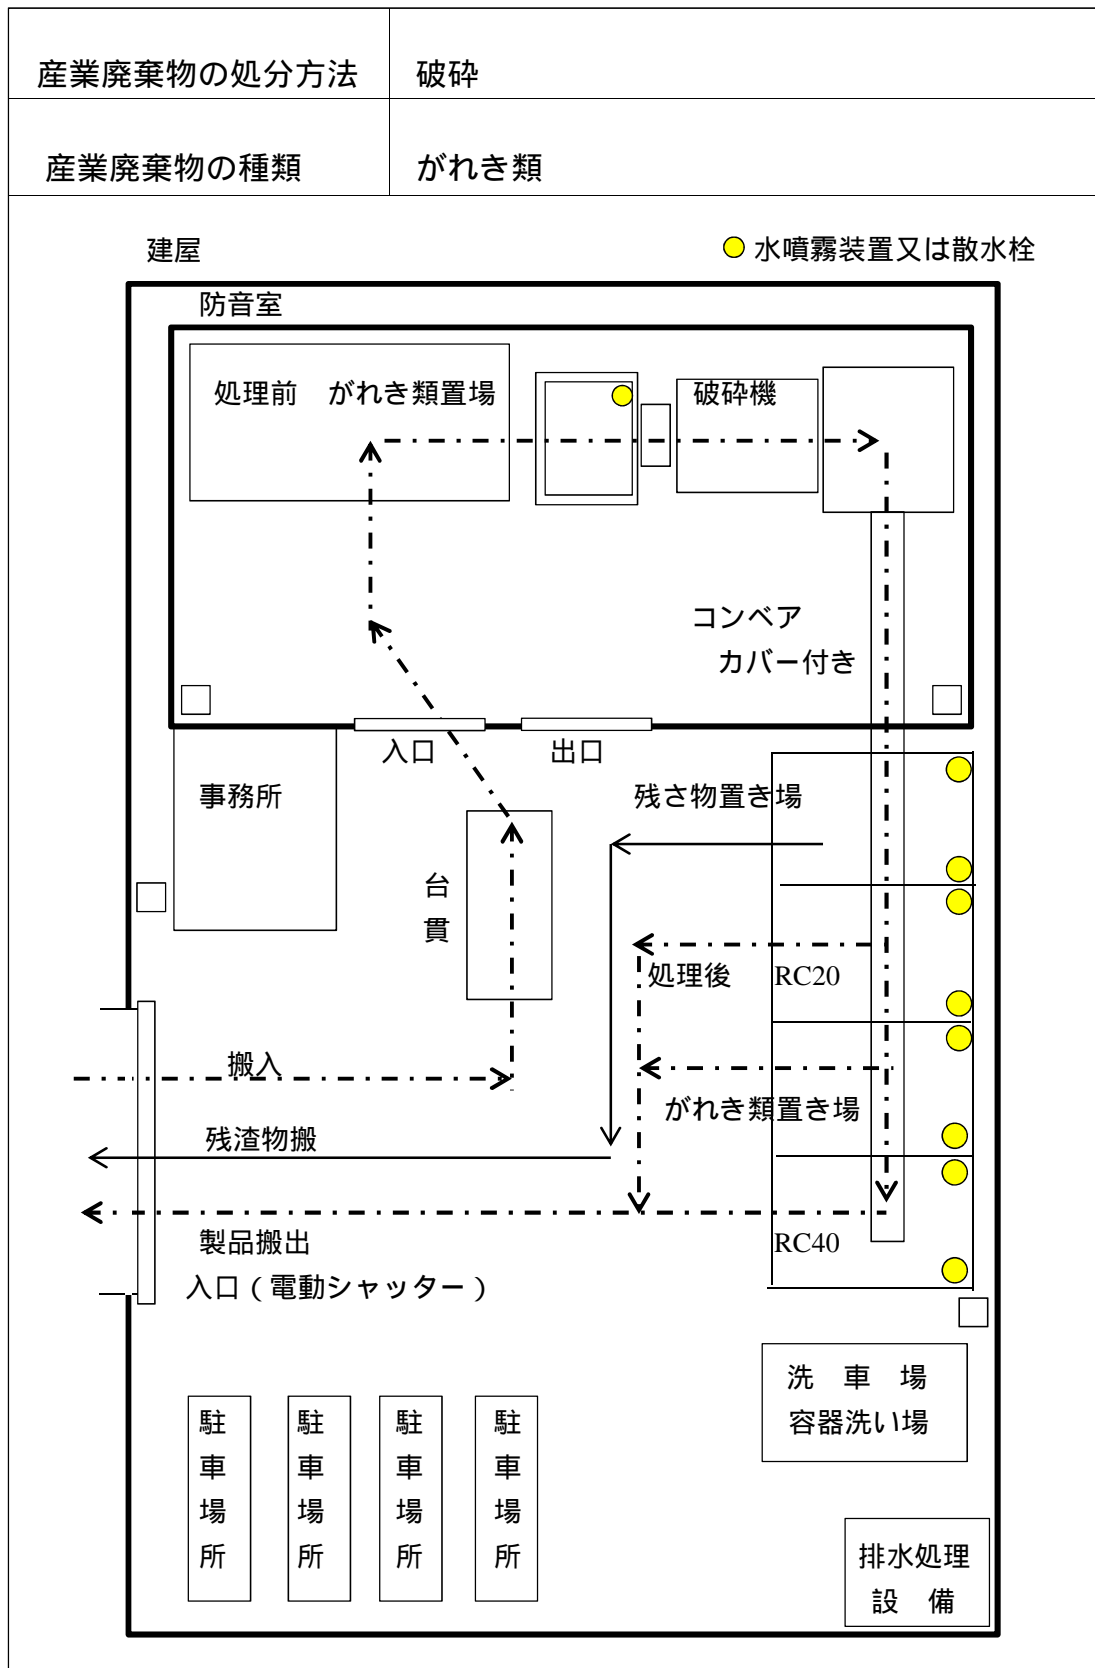 産業廃棄物の処分方法 破砕
産業廃棄物の種類 がれき類
建屋
水噴霧装置又は散水栓
防音室
処理前 がれき類置場
破砕機
コンベア
カバー付き
入口
出口
事務所
残さ物置き場
台貫
処理後
RC20
搬入
がれき類置き場
残渣物搬
製品搬出
RC40
入口(電動シャッター)
洗車場
容器洗い場
駐車場所
駐車場所
駐車場所
駐車場所
排水処理
設備